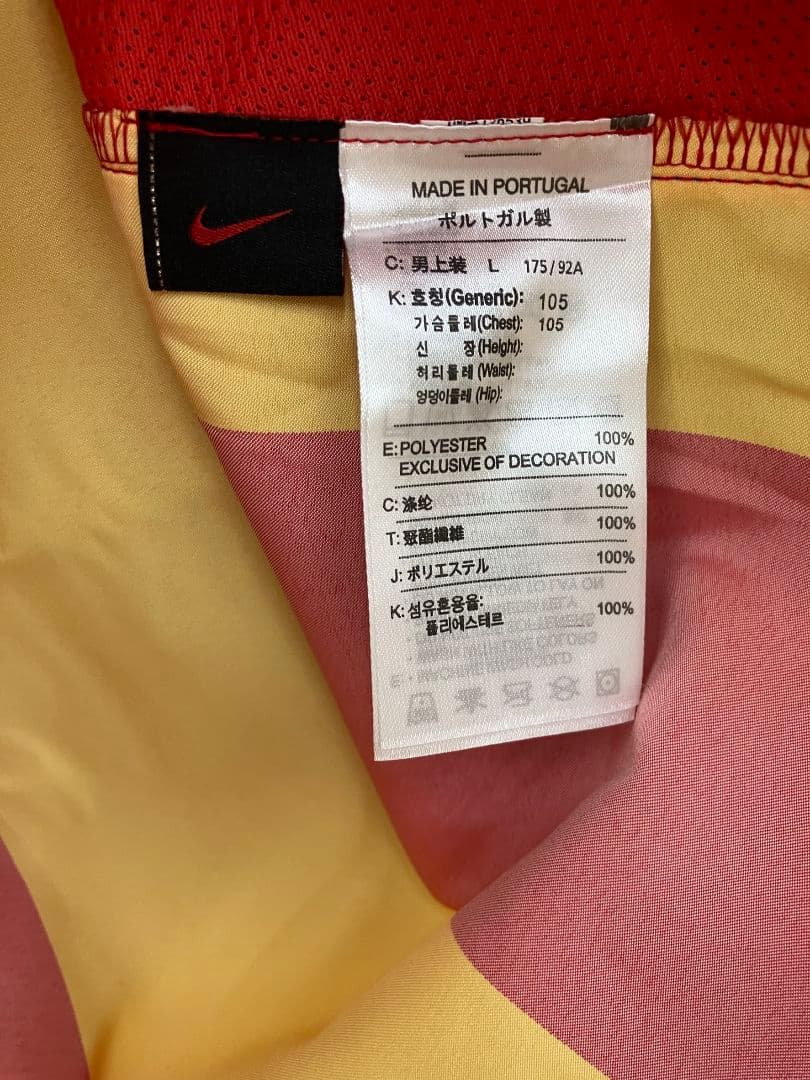 MADE IN PORTUGAL
ポルトガル製
C: 男上装 L 175/92A
K: 호칭(Generic): 105
가슴둘레(Chest): 105
신 장(Height):
허리둘레(Waist):
엉덩이둘레(Hip):
E: POLYESTER 100%
EXCLUSIVE OF DECORATION
C: 涤纶 100%
T: 聚酯纖維 100%
J: ポリエステル 100%
K: 섬유혼용율:
폴리에스테르 100%